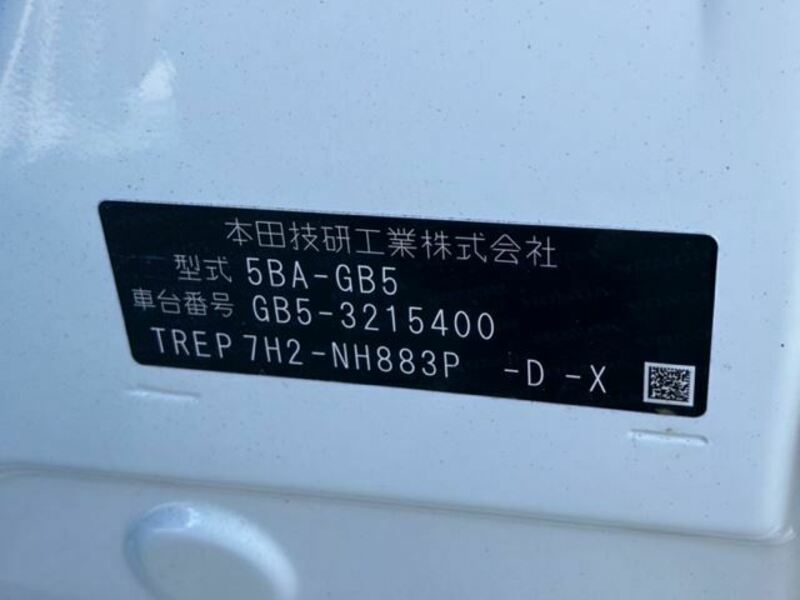 本田技研工業株式会社
型式 5BA-GB5
車台番号 GB5-3215400
TREP 7H2-NH883P -D -X